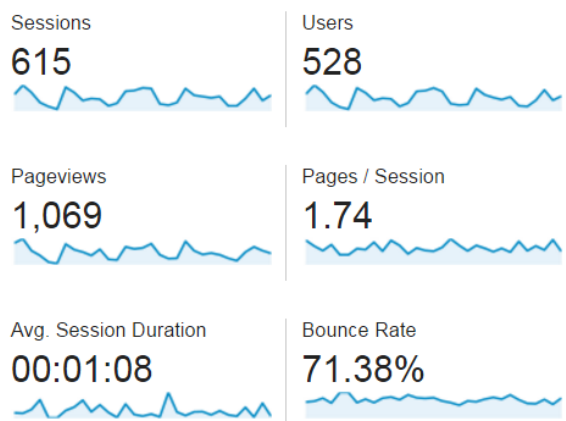 Sessions
615
Users
528
Pageviews
1,069
Pages / Session
1.74
Avg. Session Duration
00:01:08
Bounce Rate
71.38%